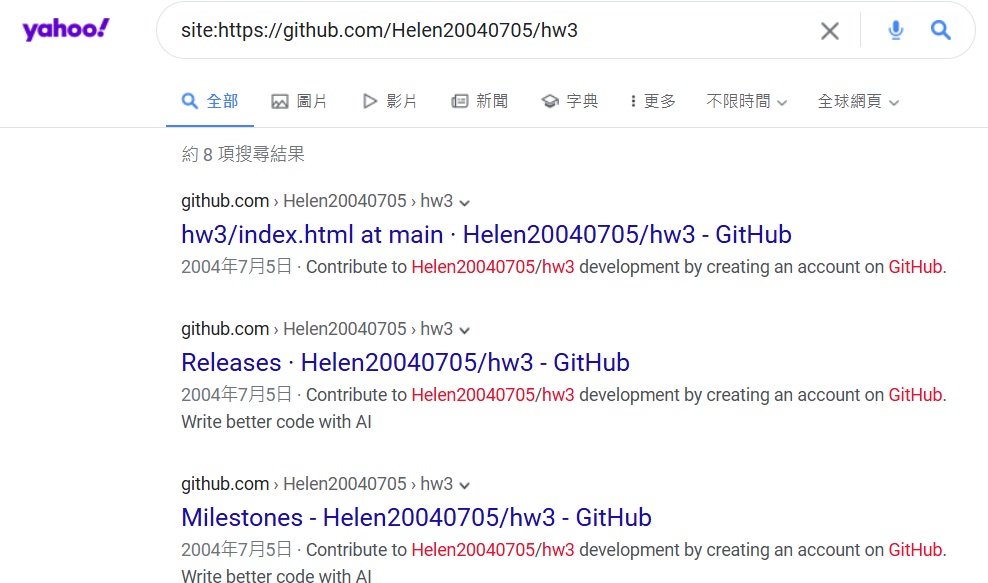 yahoo!
site:https://github.com/Helen20040705/hw3
全部 圖片 影片 新聞 字典 更多 不限時間 全球網頁
約 8 項搜尋結果
github.com › Helen20040705 › hw3
hw3/index.html at main · Helen20040705/hw3 - GitHub
2004年7月5日 · Contribute to Helen20040705/hw3 development by creating an account on GitHub.
github.com › Helen20040705 › hw3
Releases · Helen20040705/hw3 - GitHub
2004年7月5日 · Contribute to Helen20040705/hw3 development by creating an account on GitHub.
Write better code with AI
github.com › Helen20040705 › hw3
Milestones - Helen20040705/hw3 - GitHub
2004年7月5日 · Contribute to Helen20040705/hw3 development by creating an account on GitHub.
Write better code with AI